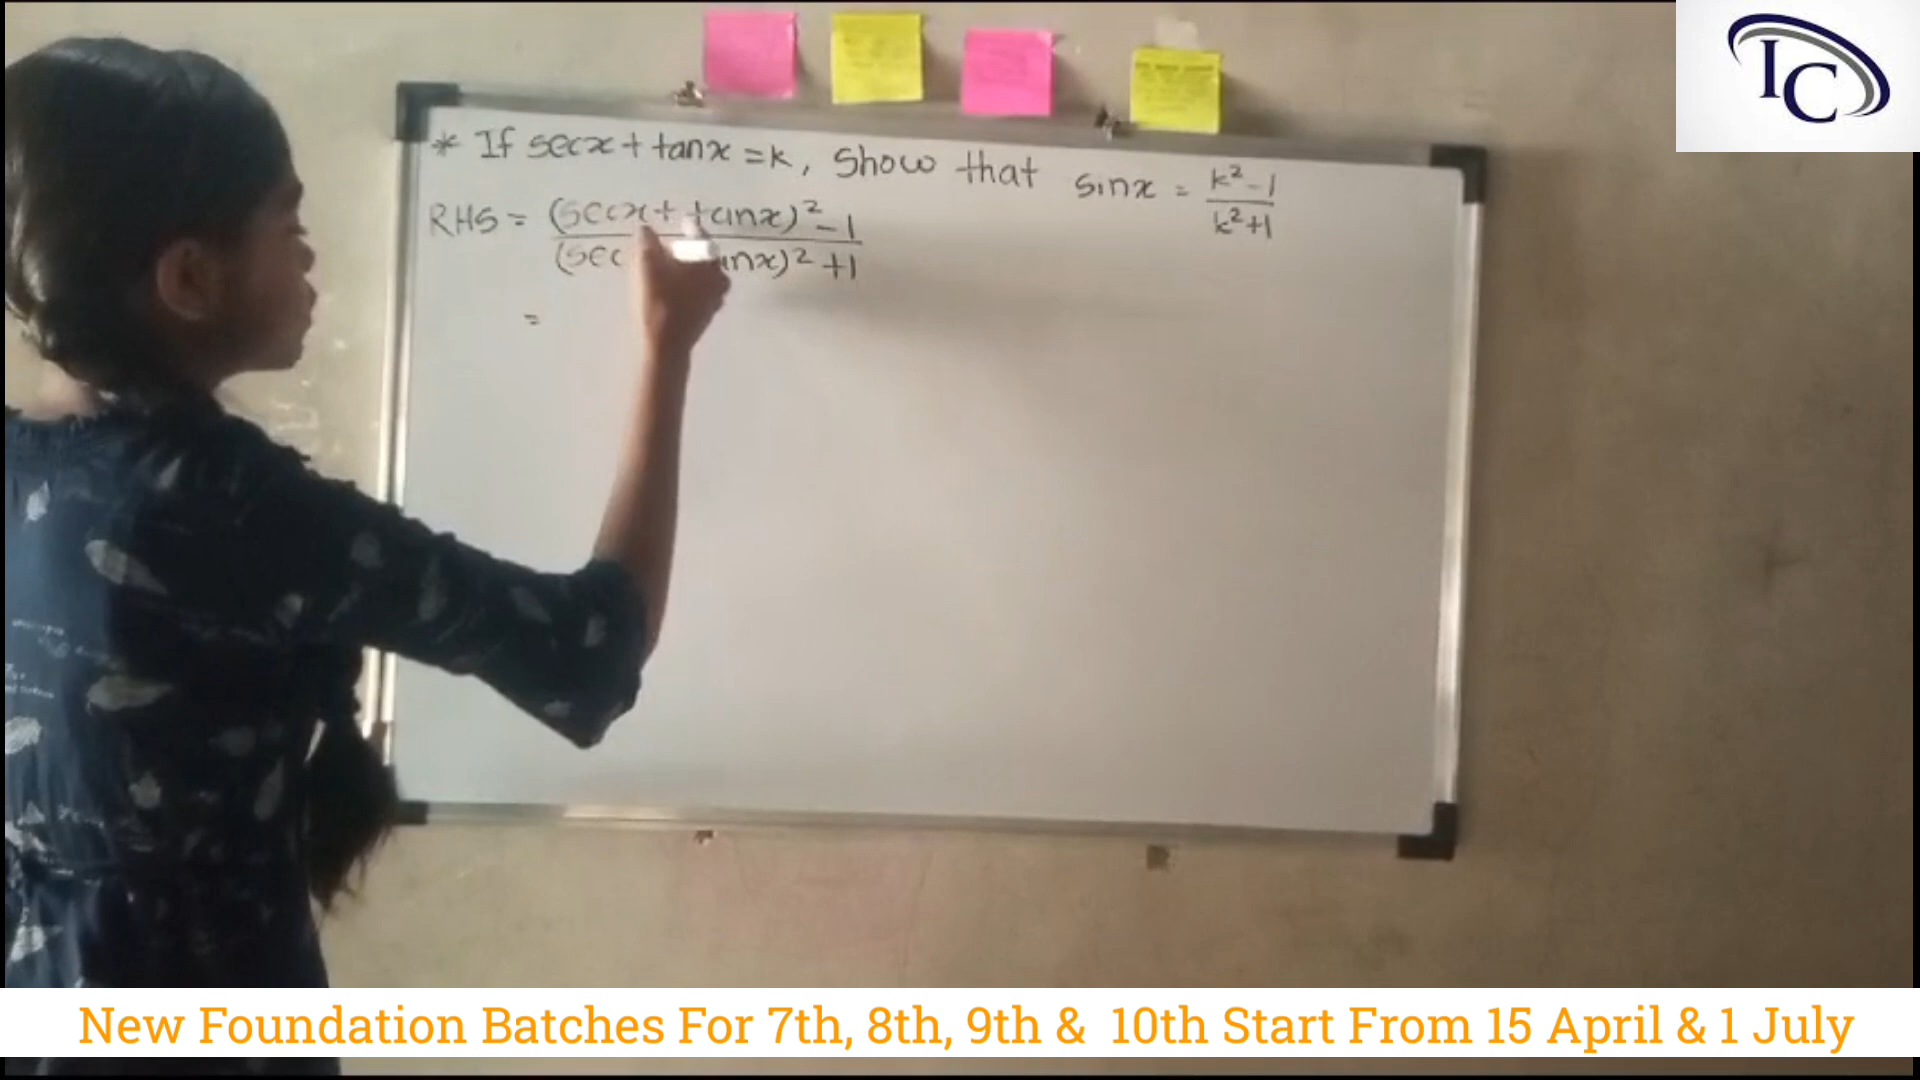 IC
* If secx + tanx = k, Show that sinx = k² - 1 / k² + 1
RHS = (secx + tanx)² - 1
(sec nx)² + 1
=
New Foundation Batches For 7th, 8th, 9th & 10th Start From 15 April & 1 July